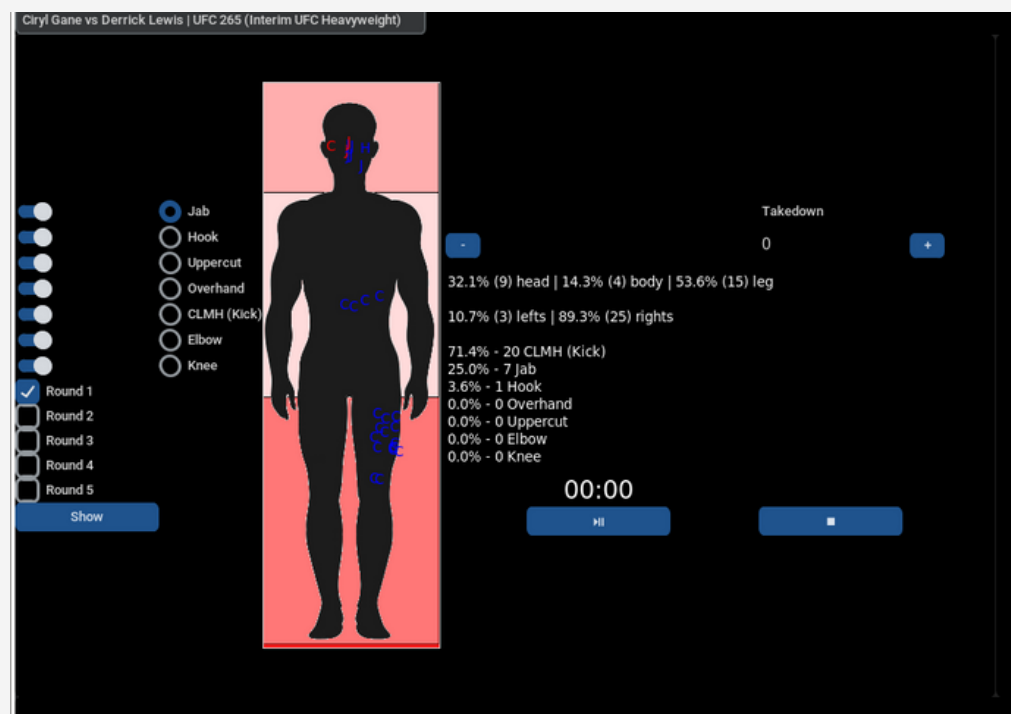 Ciryl Gane vs Derrick Lewis | UFC 265 (Interim UFC Heavyweight)
Jab
Hook
Uppercut
Overhand
CLMH (Kick)
Elbow
Knee
Round 1
Round 2
Round 3
Round 4
Round 5
Show
Takedown
- 0 +
32.1% (9) head | 14.3% (4) body | 53.6% (15) leg
10.7% (3) lefts | 89.3% (25) rights
71.4% - 20 CLMH (Kick)
25.0% - 7 Jab
3.6% - 1 Hook
0.0% - 0 Overhand
0.0% - 0 Uppercut
0.0% - 0 Elbow
0.0% - 0 Knee
00:00